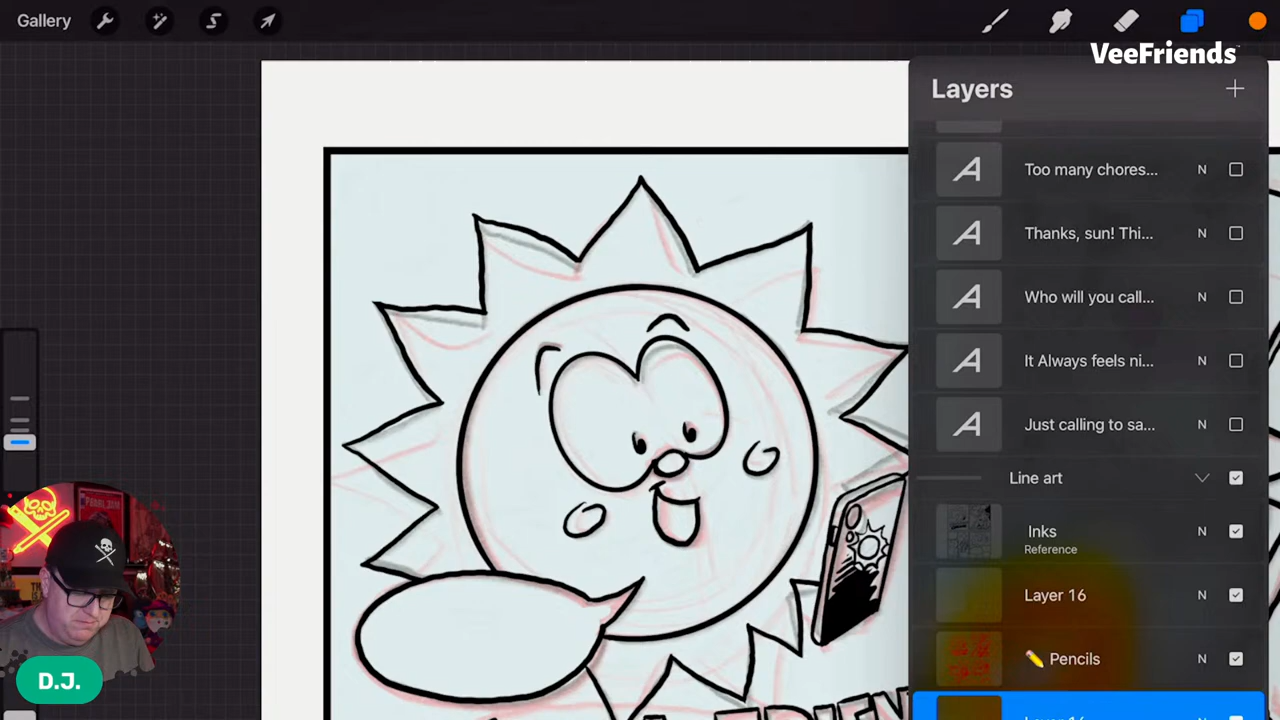 Gallery
VeeFriends
Layers
Too many chores...
N
Thanks, sun! Thi...
N
Who will you call...
N
It Always feels ni...
N
Just calling to sa...
N
Line art
Inks
Reference
N
Layer 16
N
✏️ Pencils
N
D.J.